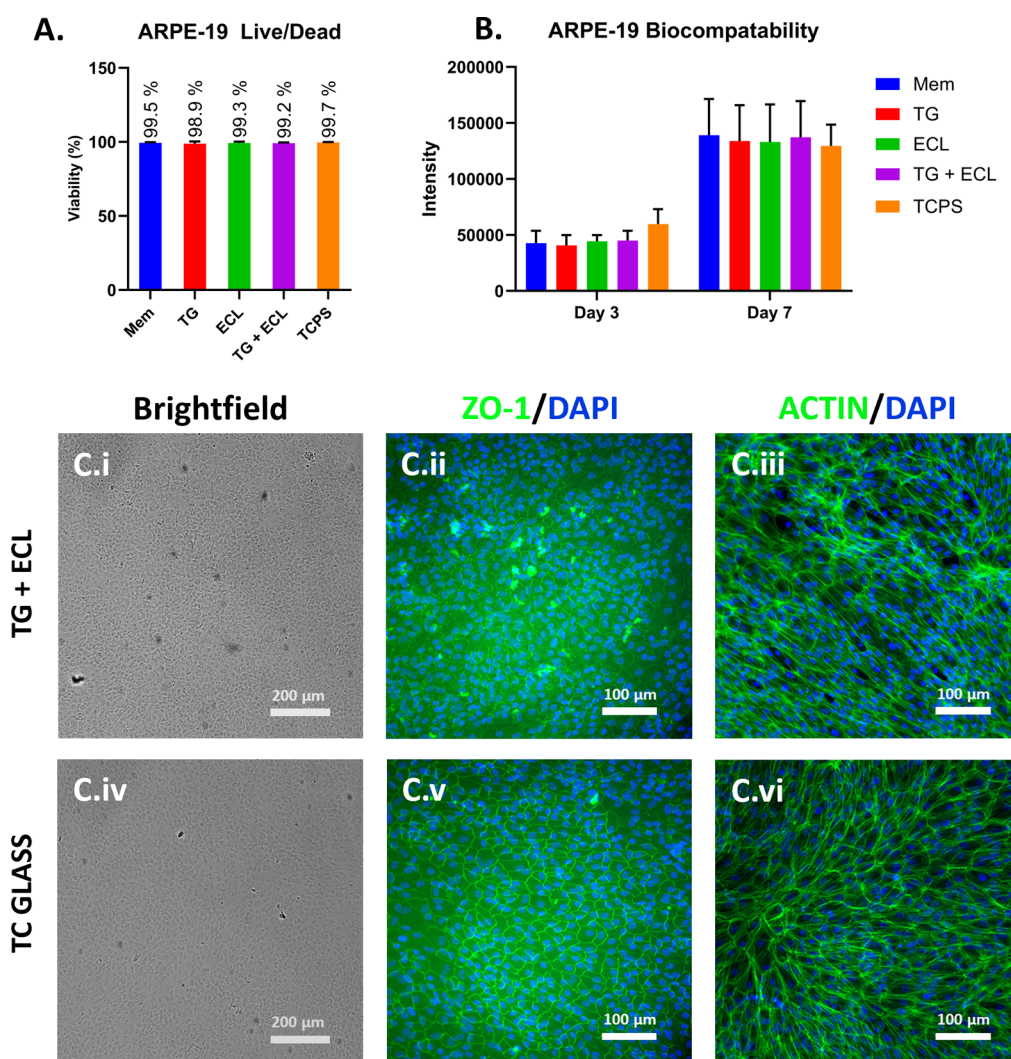 A.
ARPE-19 Live/Dead
150
100
50
0
Viability (%)
99.5 %
98.9 %
99.3 %
99.2 %
99.7 %
Mem
TG
ECL
TG + ECL
TCPS
B.
ARPE-19 Biocompatability
200000
150000
100000
50000
0
Intensity
Day 3
Day 7
Mem
TG
ECL
TG + ECL
TCPS
Brightfield
ZO-1/DAPI
ACTIN/DAPI
TG + ECL
C.i
200 µm
C.ii
100 µm
C.iii
100 µm
TC GLASS
C.iv
200 µm
C.v
100 µm
C.vi
100 µm